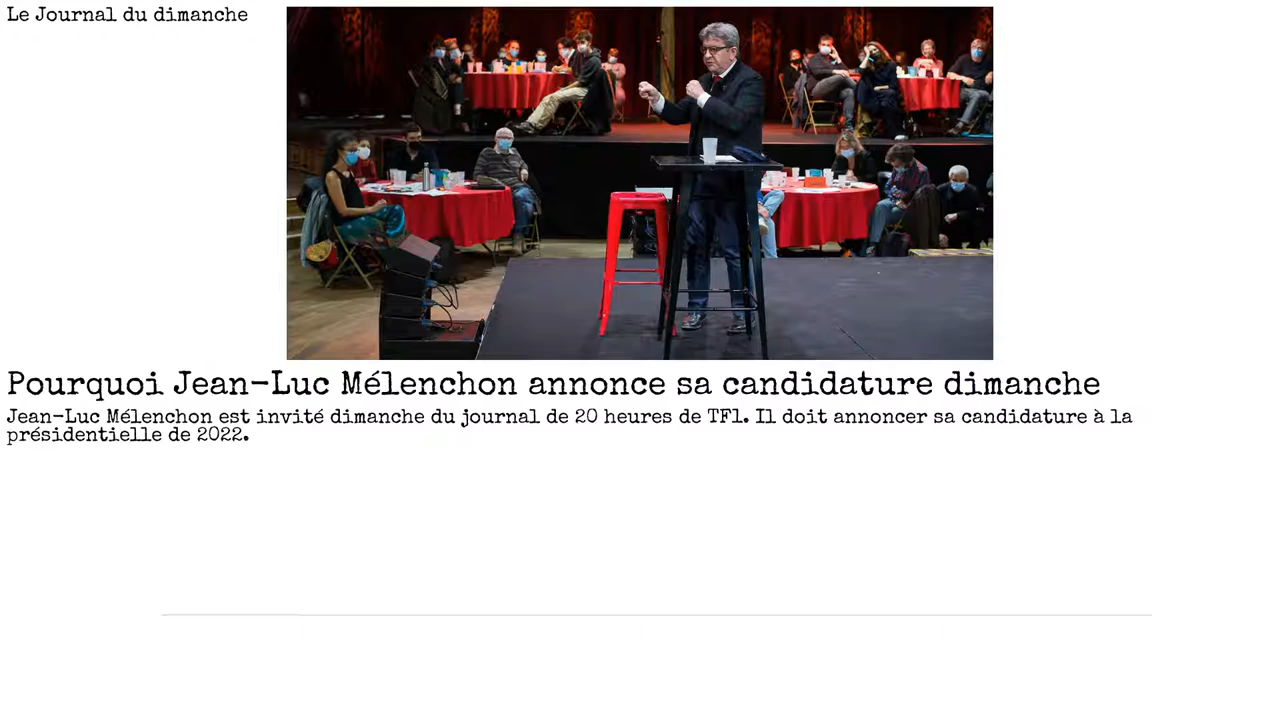 Le Journal du dimanche
Pourquoi Jean-Luc Mélenchon annonce sa candidature dimanche
Jean-Luc Mélenchon est invité dimanche du journal de 20 heures de TF1. Il doit annoncer sa candidature à la
présidentielle de 2022.